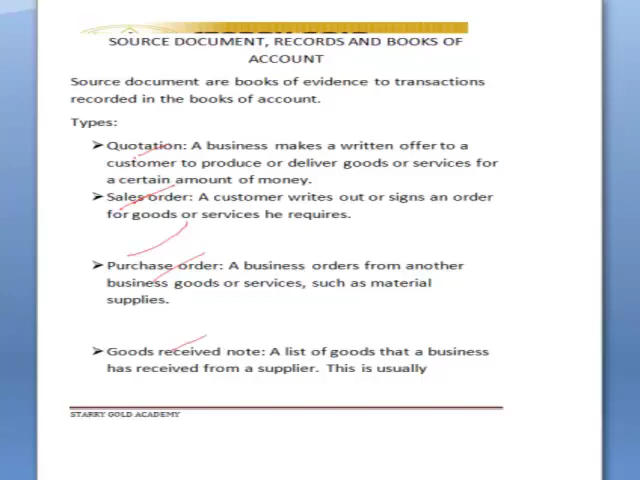 SOURCE DOCUMENT, RECORDS AND BOOKS OF
ACCOUNT
Source document are books of evidence to transactions
recorded in the books of account.
Types:
➢Quotation: A business makes a written offer to a
customer to produce or deliver goods or services for
a certain amount of money.
➢Sales order: A customer writes out or signs an order
for goods or services he requires.
➢Purchase order: A business orders from another
business goods or services, such as material
supplies.
➢Goods received note: A list of goods that a business
has received from a supplier. This is usually
STARRY GOLD ACADEMY